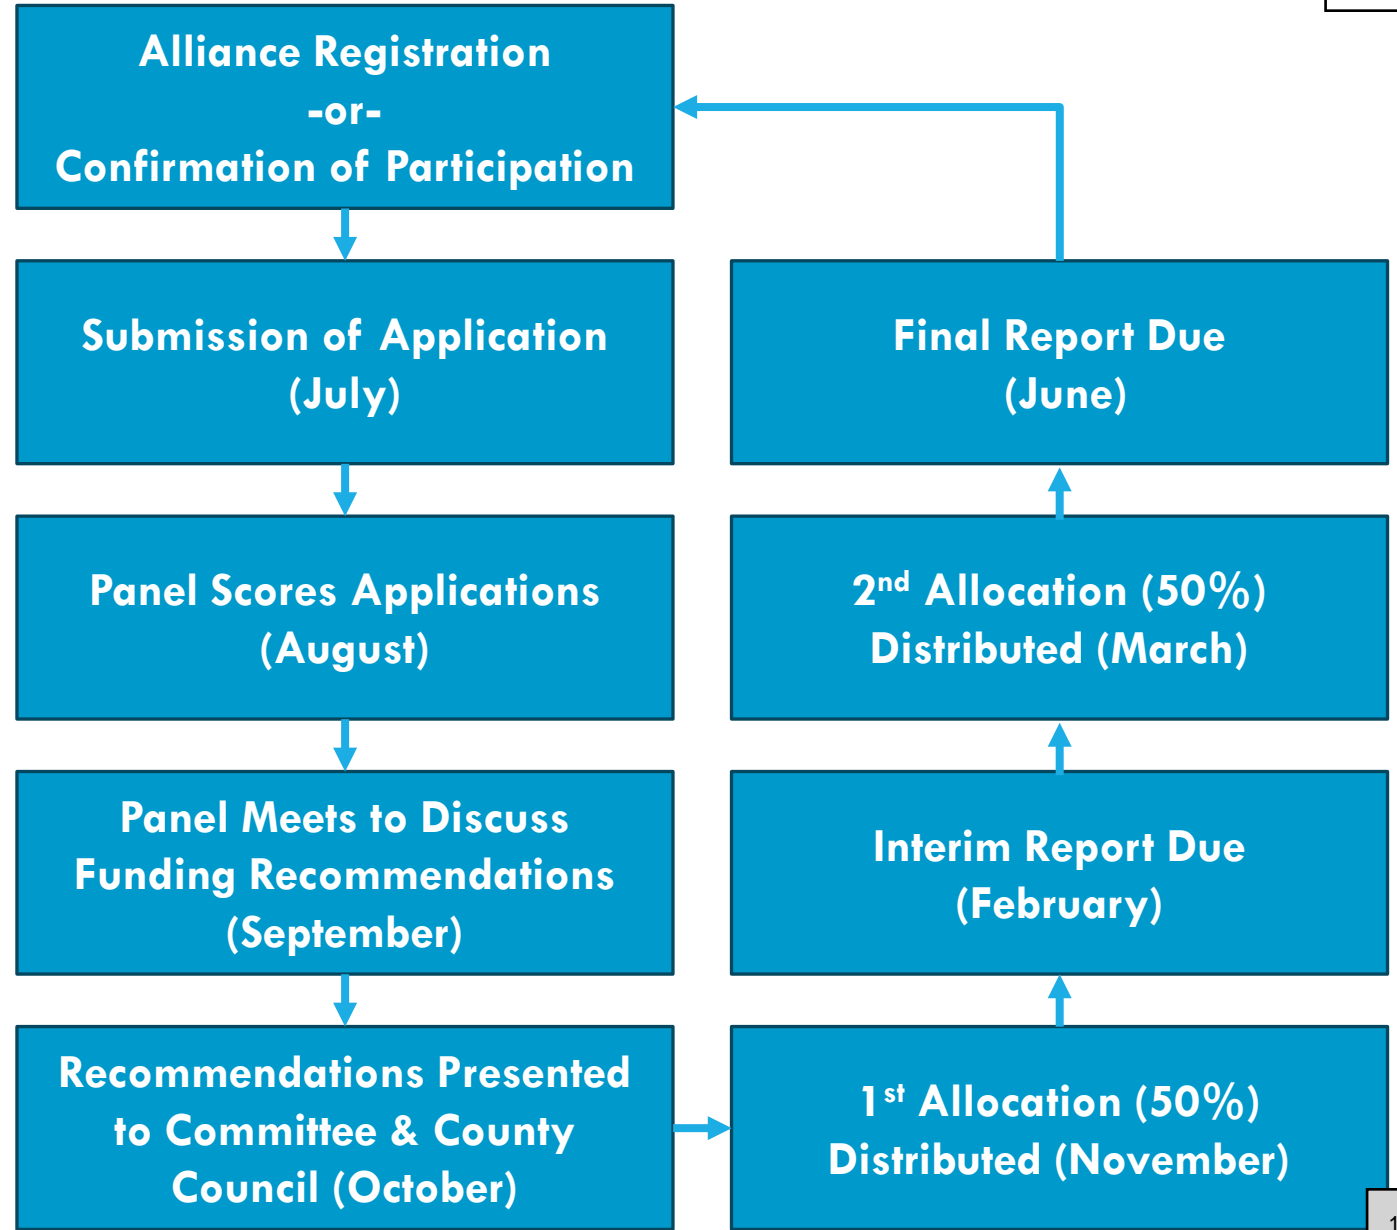 Alliance Registration
-or-
Confirmation of Participation
Submission of Application
(July)
Panel Scores Applications
(August)
Panel Meets to Discuss
Funding Recommendations
(September)
Recommendations Presented
to Committee & County
Council (October)
1st Allocation (50%)
Distributed (November)
Interim Report Due
(February)
2nd Allocation (50%)
Distributed (March)
Final Report Due
(June)